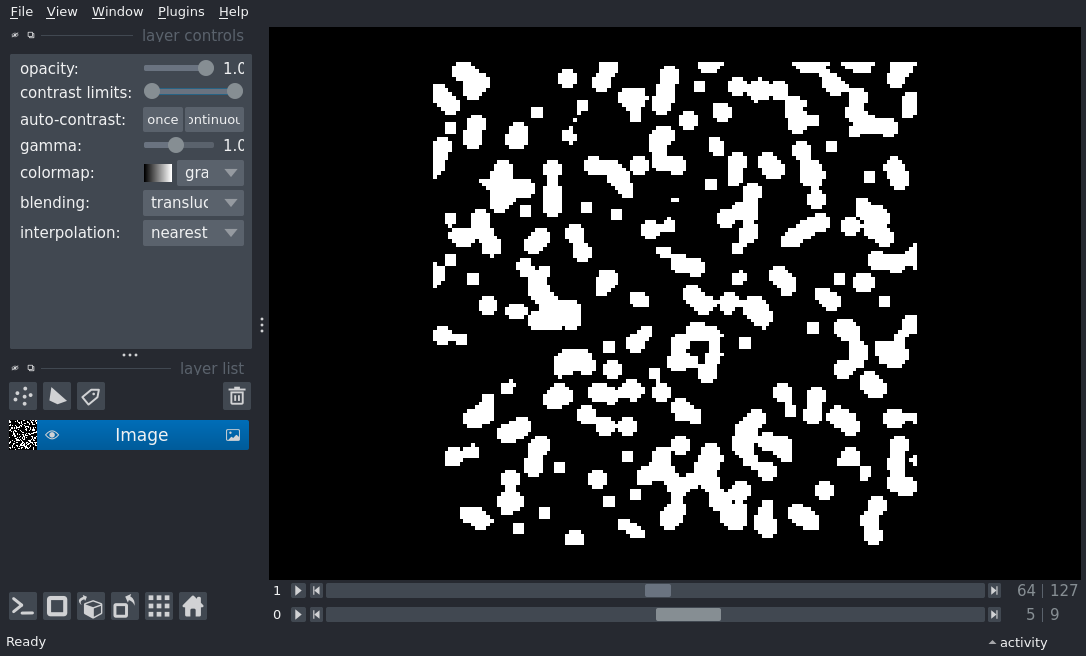 File View Window Plugins Help
layer controls
opacity: 1.0
contrast limits:
auto-contrast: once ontinuou
gamma: 1.0
colormap: gra
blending: transluc
interpolation: nearest
layer list
Image
1 64 | 127
0 5 | 9
Ready activity